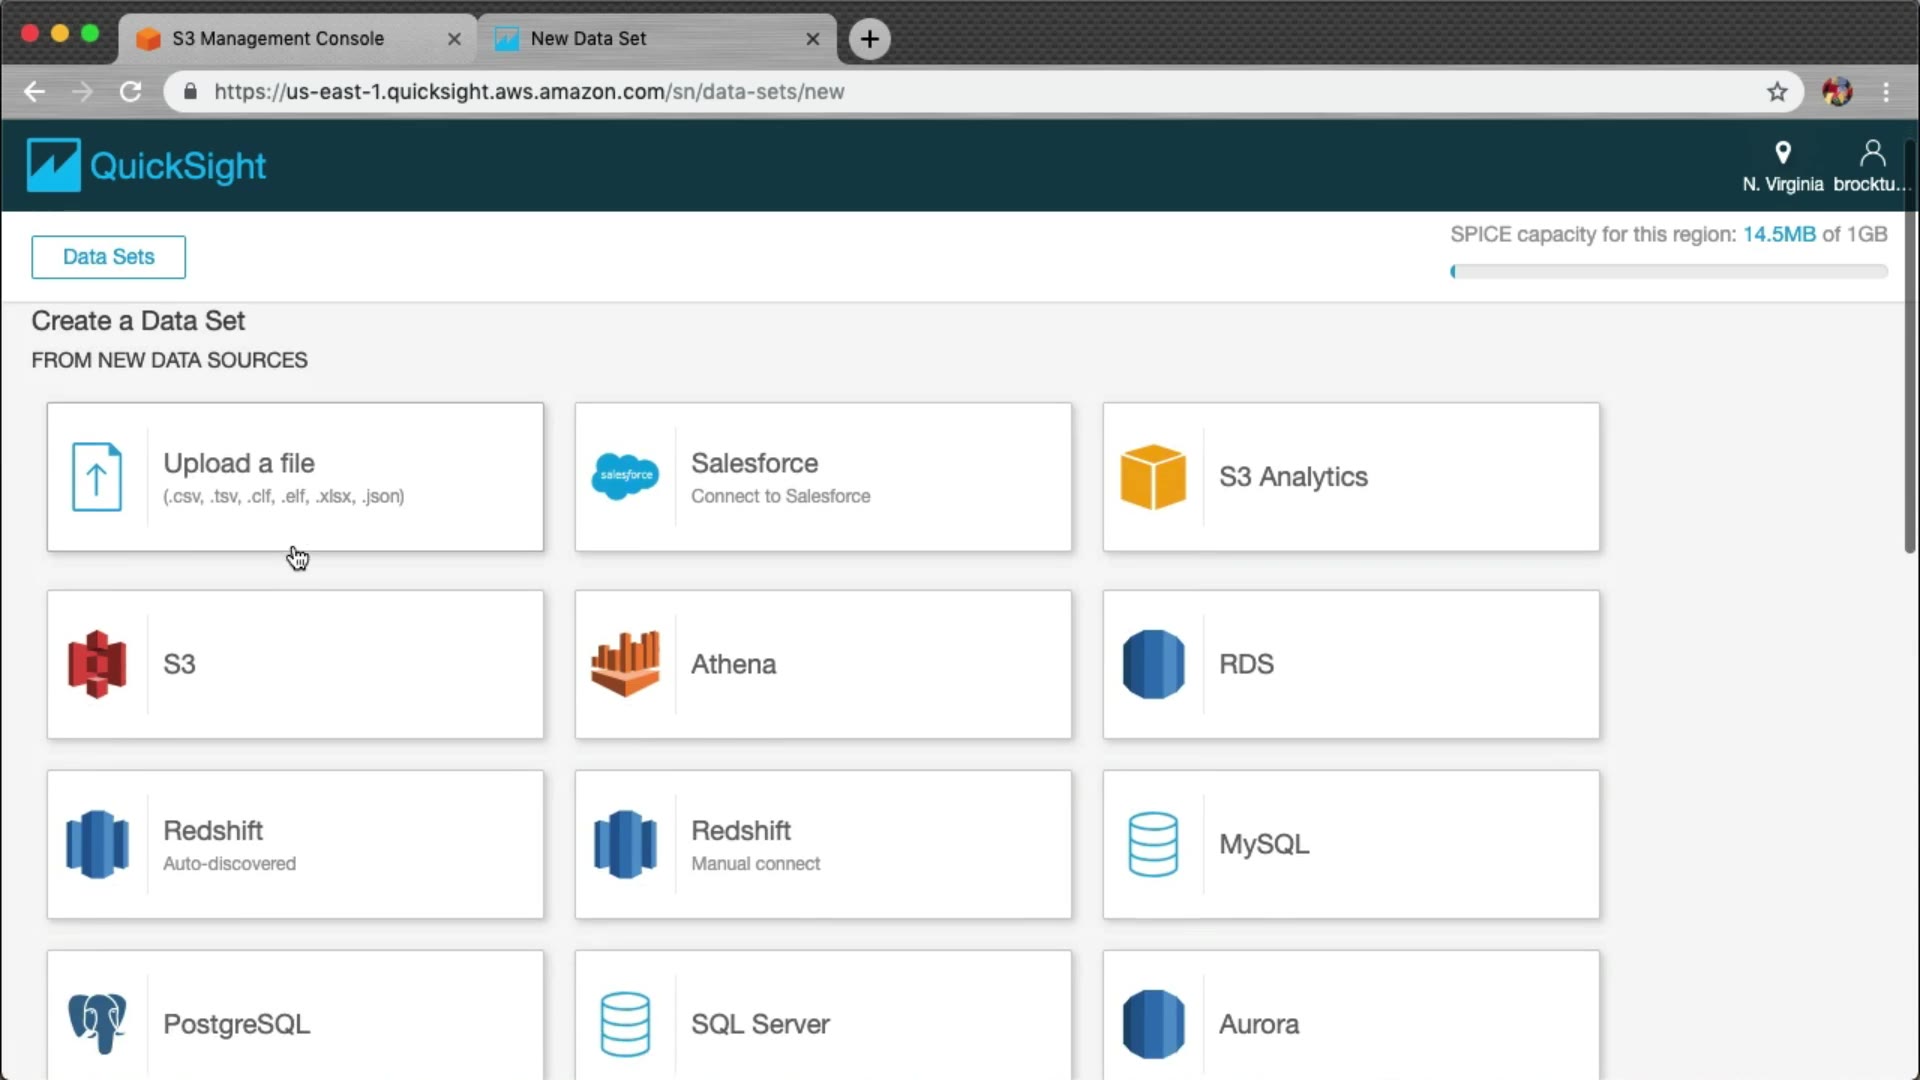 S3 Management Console
New Data Set
https://us-east-1.quicksight.aws.amazon.com/sn/data-sets/new
QuickSight
N. Virginia
brocktu...
Data Sets
SPICE capacity for this region: 14.5MB of 1GB
Create a Data Set
FROM NEW DATA SOURCES
Upload a file
(.csv, .tsv, .clf, .elf, .xlsx, .json)
salesforce
Salesforce
Connect to Salesforce
S3 Analytics
S3
Athena
RDS
Redshift
Auto-discovered
Redshift
Manual connect
MySQL
PostgreSQL
SQL Server
Aurora